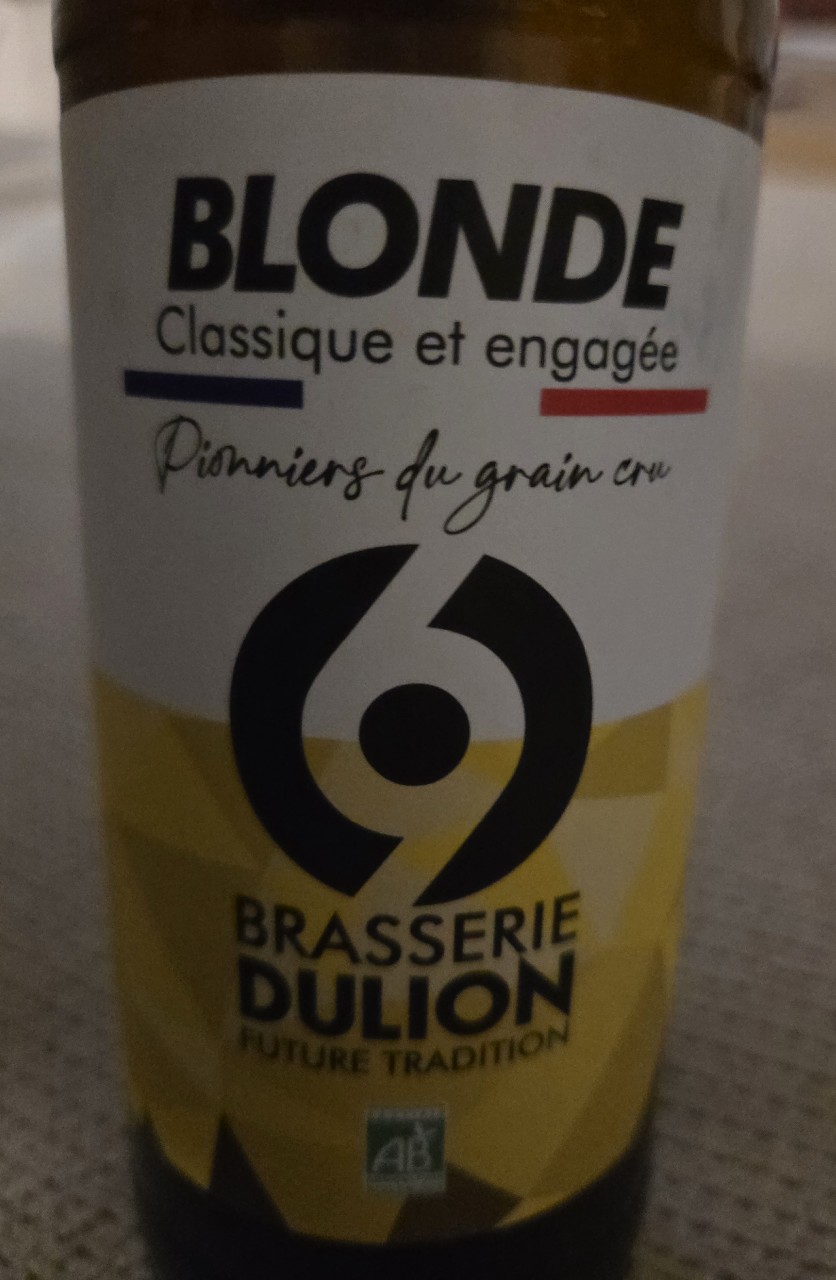 BLONDE
Classique et engagée
Pionniers du grain cru
BRASSERIE
DULION
FUTURE TRADITION
AB